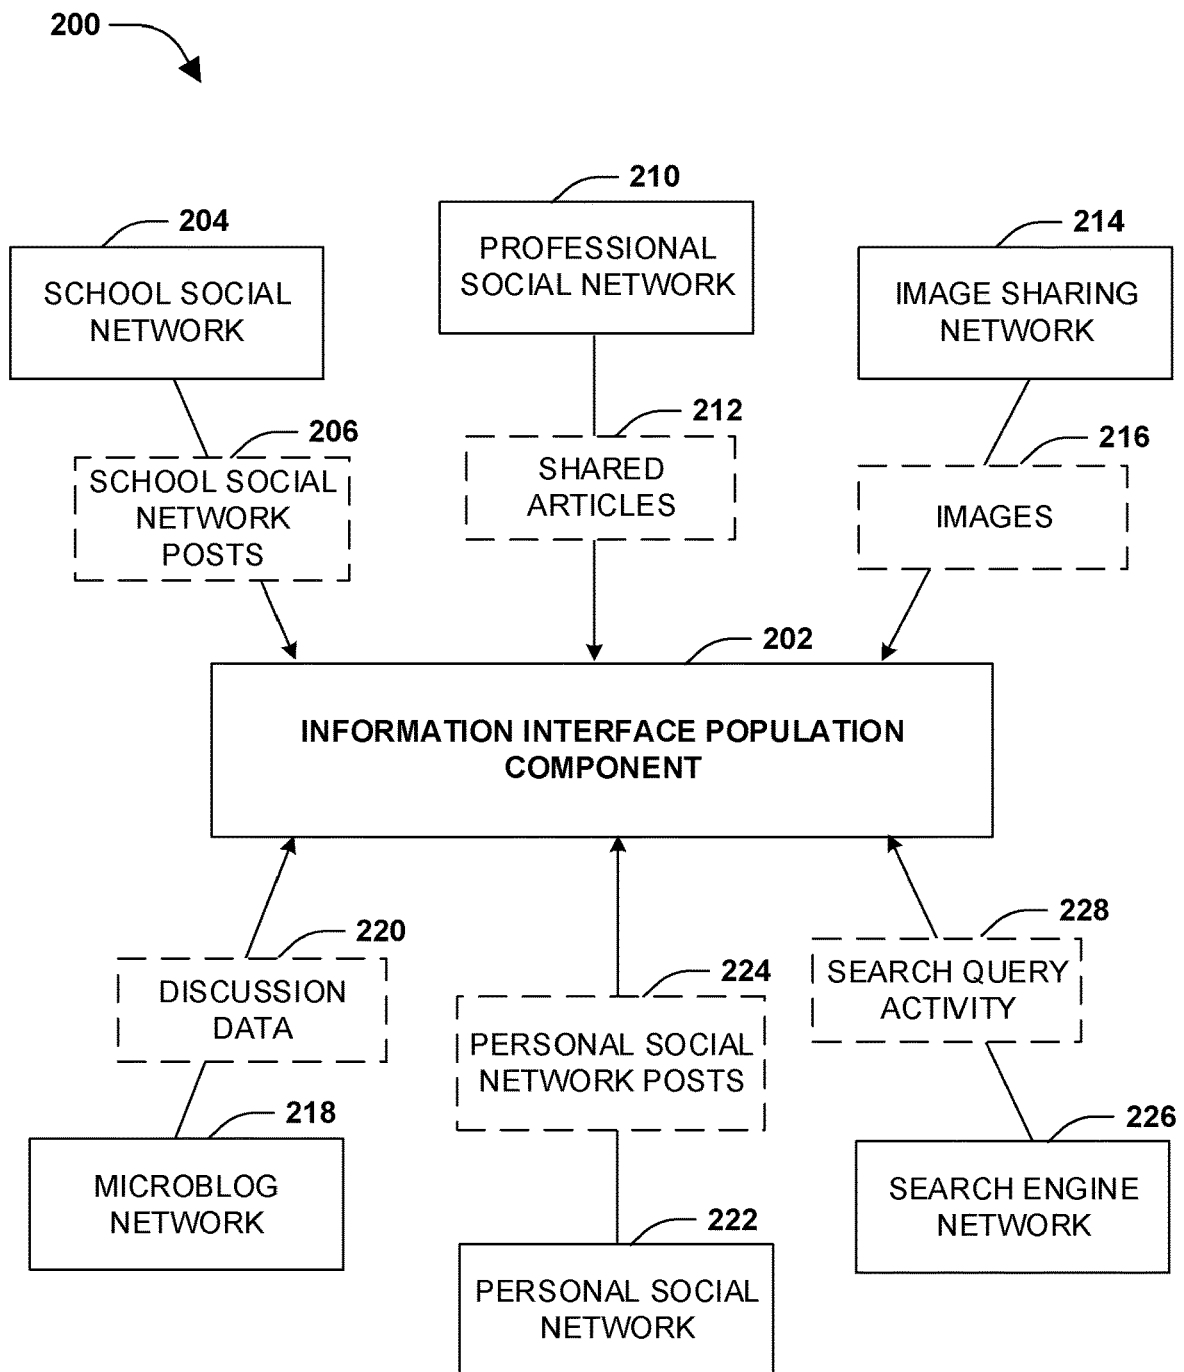 200
210
204
214
PROFESSIONAL
SOCIAL NETWORK
SCHOOL SOCIAL
NETWORK
IMAGE SHARING
NETWORK
212
206
216
SHARED
ARTICLES
SCHOOL SOCIAL
NETWORK
POSTS
IMAGES
202
INFORMATION INTERFACE POPULATION
COMPONENT
220
228
224
DISCUSSION
DATA
SEARCH QUERY
ACTIVITY
PERSONAL SOCIAL
NETWORK POSTS
218
226
MICROBLOG
NETWORK
SEARCH ENGINE
NETWORK
222
PERSONAL SOCIAL
NETWORK